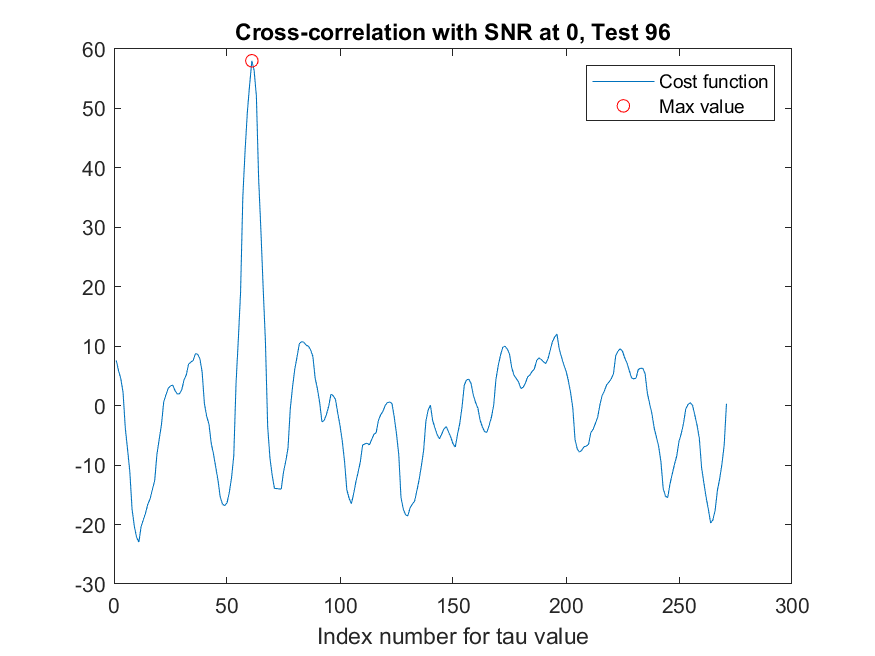 Cross-correlation with SNR at 0, Test 96
60
50
40
30
20
10
0
-10
-20
-30
Cost function
Max value
0 50 100 150 200 250 300
Index number for tau value